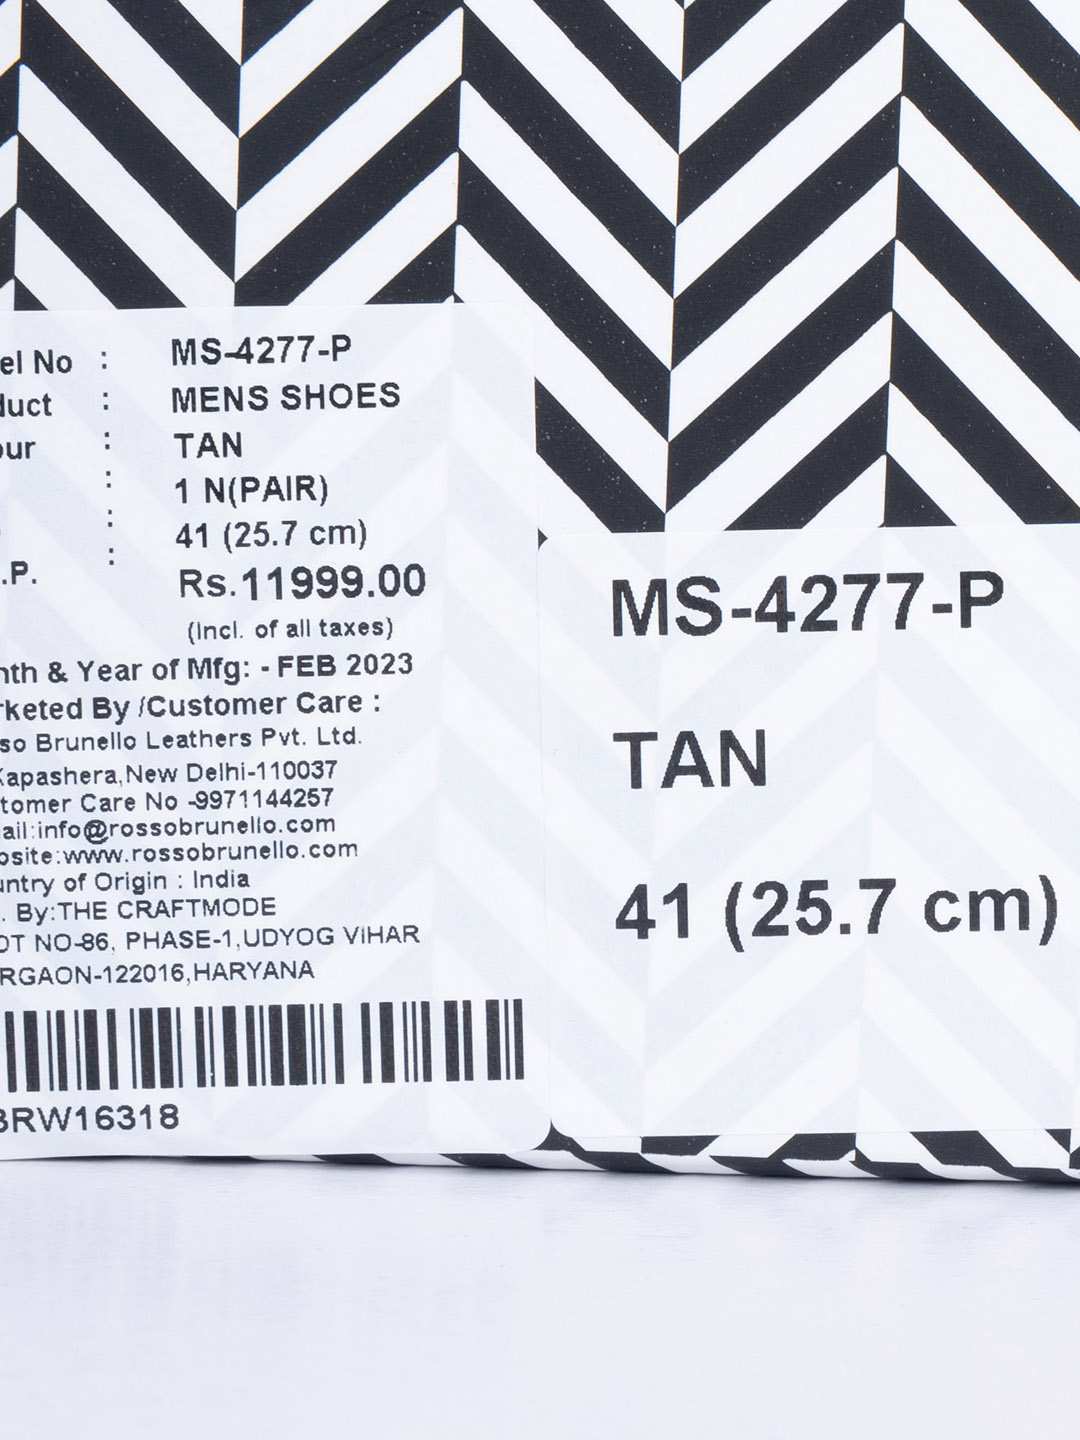 el No : MS-4277-P
duct : MENS SHOES
our : TAN
: 1 N(PAIR)
: 41 (25.7 cm)
.P. : Rs.11999.00
(Incl. of all taxes)
nth & Year of Mfg: - FEB 2023
rketed By /Customer Care :
so Brunello Leathers Pvt. Ltd.
Kapashera,New Delhi-110037
tomer Care No -9971144257
ail:info@rossobrunello.com
osite:www.rossobrunello.com
untry of Origin : India
. By:THE CRAFTMODE
OT NO-86, PHASE-1,UDYOG ViHAR
RGAON-122016,HARYANA
BRW16318
MS-4277-P
TAN
41 (25.7 cm)